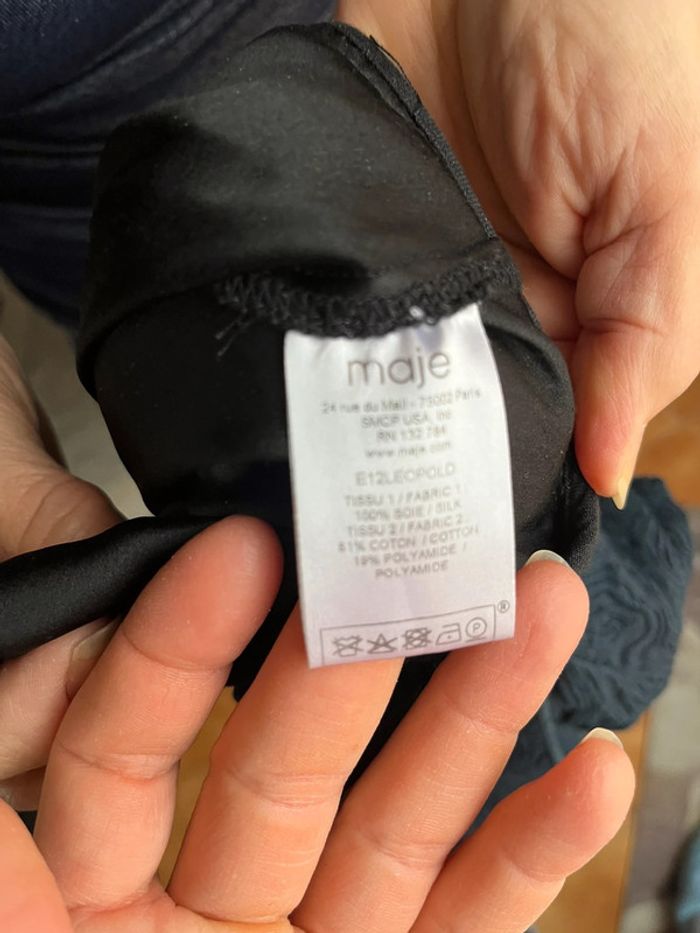 maje
24 rue du Mail - 75002 Paris
SMCP USA, Inc
RN 132 784
www.maje.com
E12LEOPOLD
TISSU 1 / FABRIC 1
100% SOIE / SILK
TISSU 2 / FABRIC 2
81% COTON / COTTON
19% POLYAMIDE /
POLYAMIDE
®
P